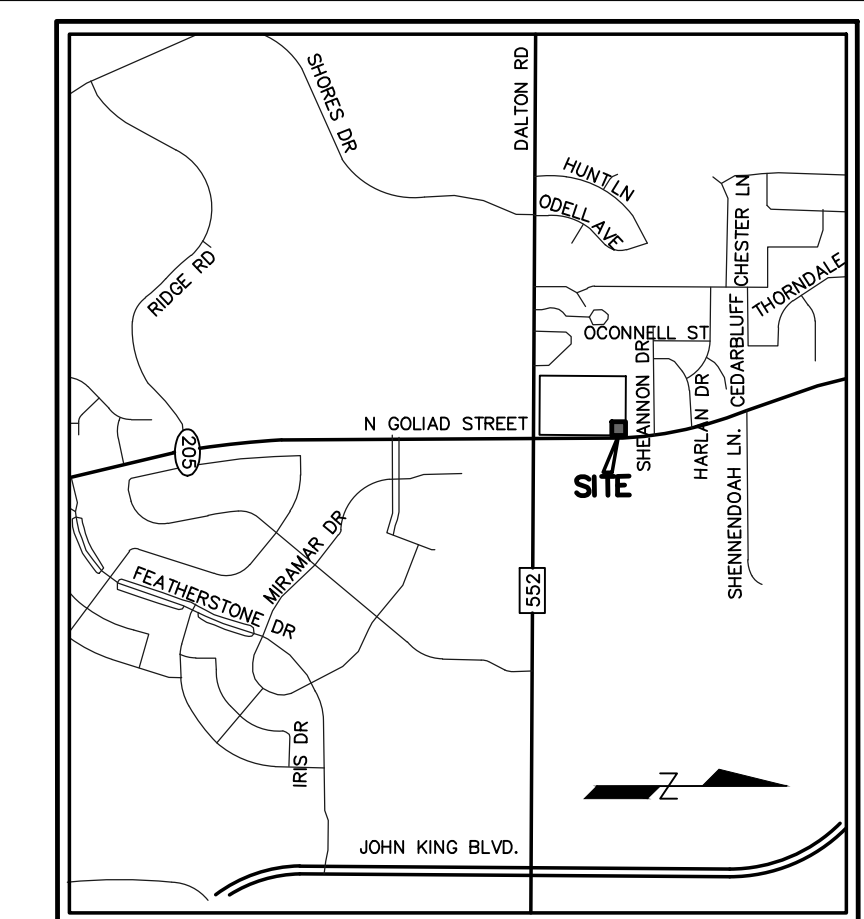 SHORES DR
DALTON RD
HUNT LN
ODELL AVE
CHESTER LN
RIDGE RD
THORNDALE
OCONNELL ST
CEDARBLUFF
SHEANNON DR
HARLAN DR
N GOLIAD STREET
205
SITE
SHENNENDOAH LN.
MIRAMAR DR
FEATHERSTONE DR
552
IRIS DR
Z
JOHN KING BLVD.